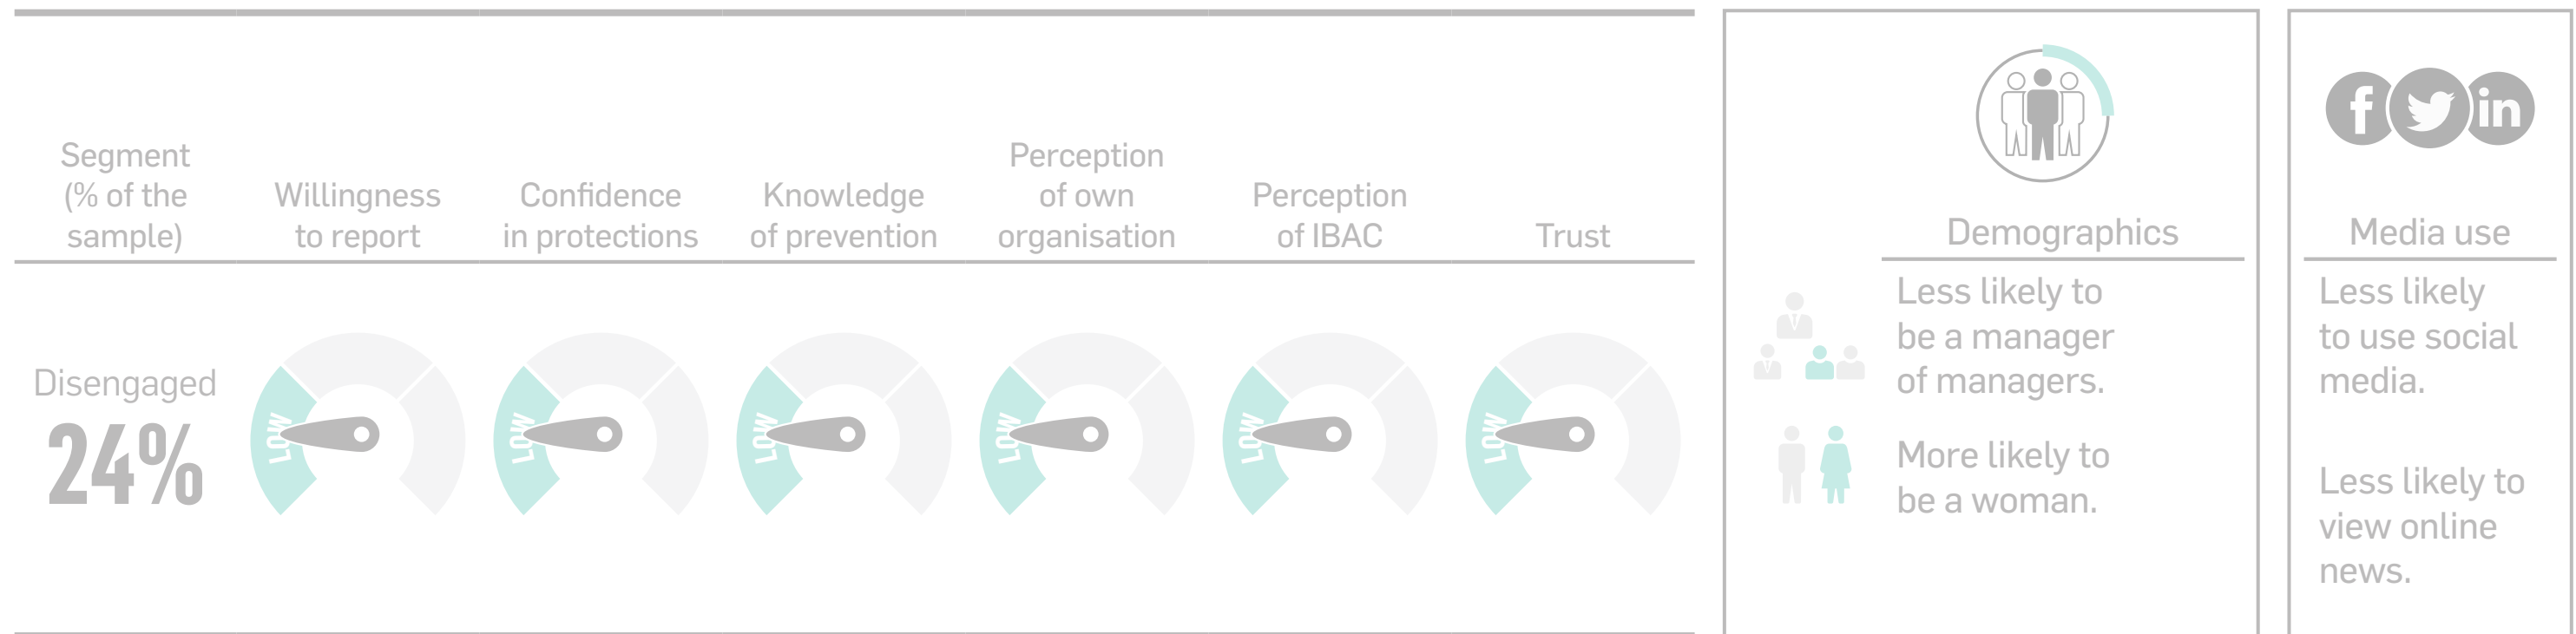 Segment
(% of the
sample)
Willingness
to report
Confidence
in protections
Knowledge
of prevention
Perception
of own
organisation
Perception
of IBAC
Trust
Demographics
f
in
Media use
Disengaged
24%
LOW
LOW
LOW
LOW
LOW
LOW
Less likely to
be a manager
of managers.
More likely to
be a woman.
Less likely
to use social
media.
Less likely to
view online
news.